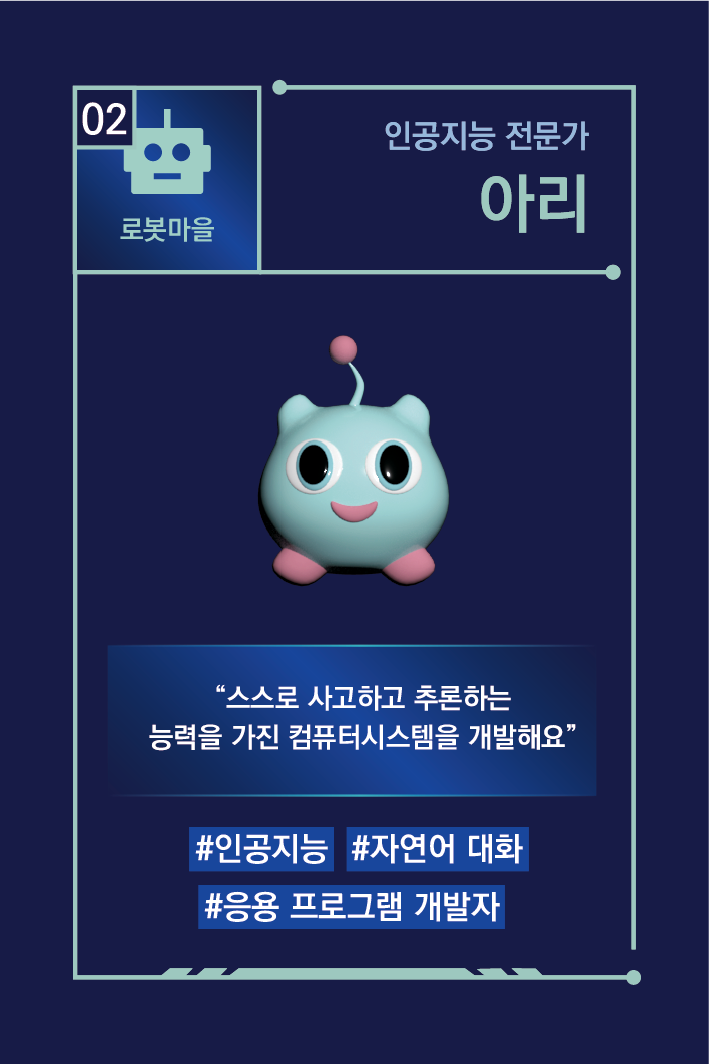 02
로봇마을
인공지능 전문가
아리
“스스로 사고하고 추론하는
능력을 가진 컴퓨터시스템을 개발해요”
#인공지능 #자연어 대화
#응용 프로그램 개발자